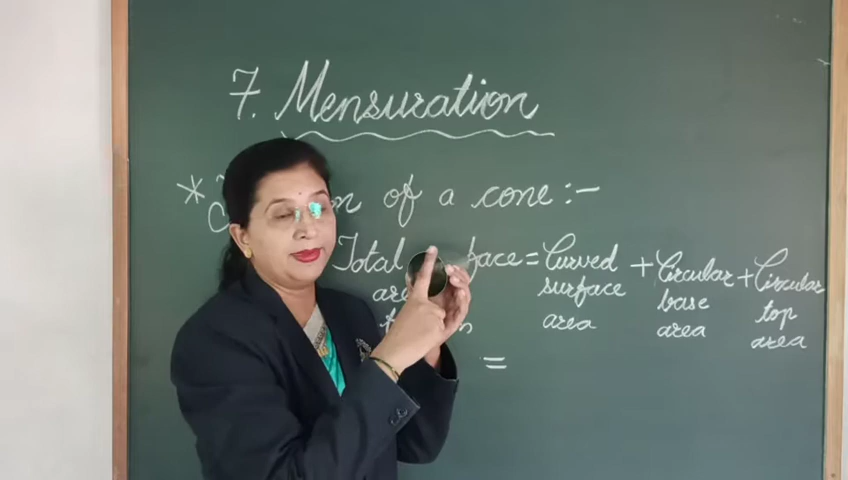 7. Mensuration
* of a cone :-
Total face = Curved surface area + Circular base area + Circular top area
=